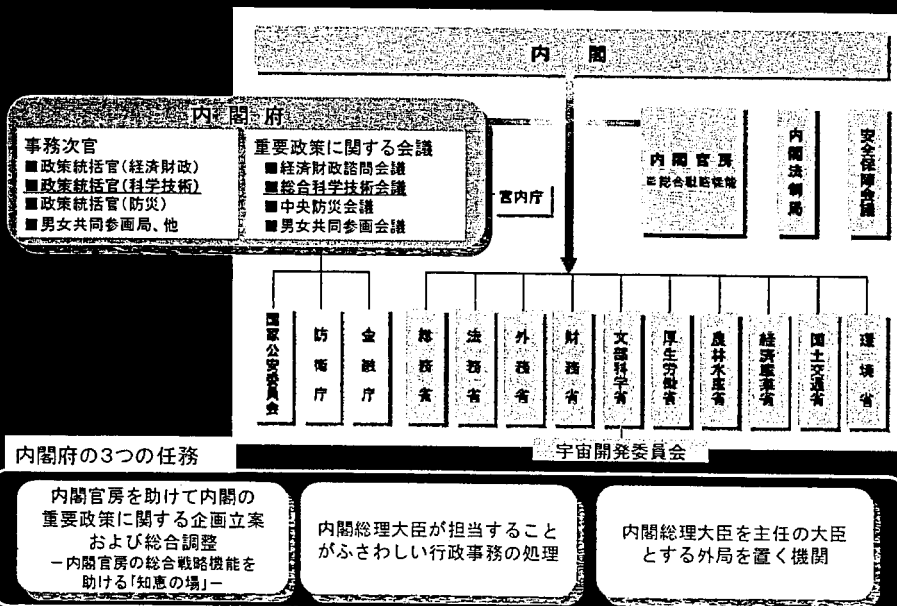 内閣
内閣府
事務次官
■政策統括官(経済財政)
■政策統括官(科学技術)
■政策統括官(防災)
■男女共同参画局、他
重要政策に関する会議
■経済財政諮問会議
■総合科学技術会議
■中央防災会議
■男女共同参画会議
宮内庁
内閣官房
総合戦略機能
内閣法制局
安全保障会議
国家公安委員会
防衛庁
金融庁
総務省
法務省
外務省
財務省
文部科学省
厚生労働省
農林水産省
経済産業省
国土交通省
環境省
宇宙開発委員会
内閣府の3つの任務
内閣官房を助けて内閣の
重要政策に関する企画立案
および総合調整
−内閣官房の総合戦略機能を
助ける「知恵の場」−
内閣総理大臣が担当すること
がふさわしい行政事務の処理
内閣総理大臣を主任の大臣
とする外局を置く機関